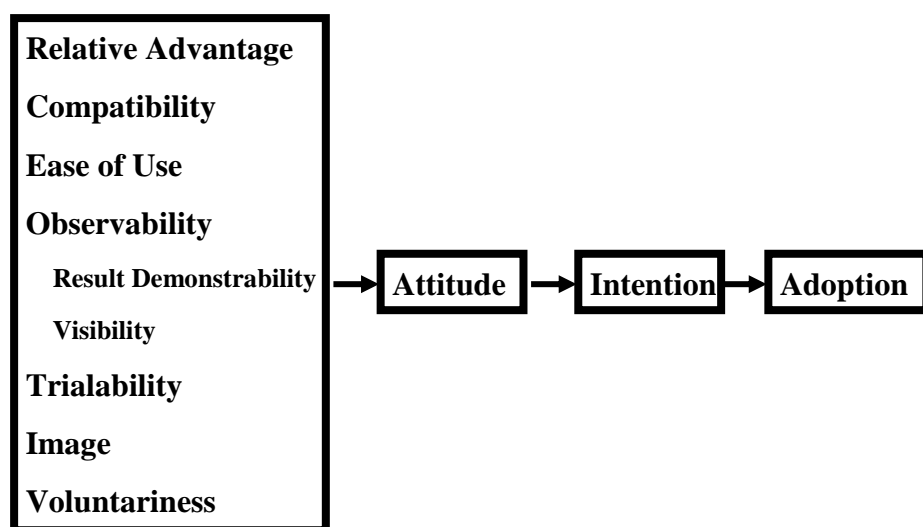 Relative Advantage
Compatibility
Ease of Use
Observability
Result Demonstrability
Visibility
Trialability
Image
Voluntariness
Attitude
Intention
Adoption